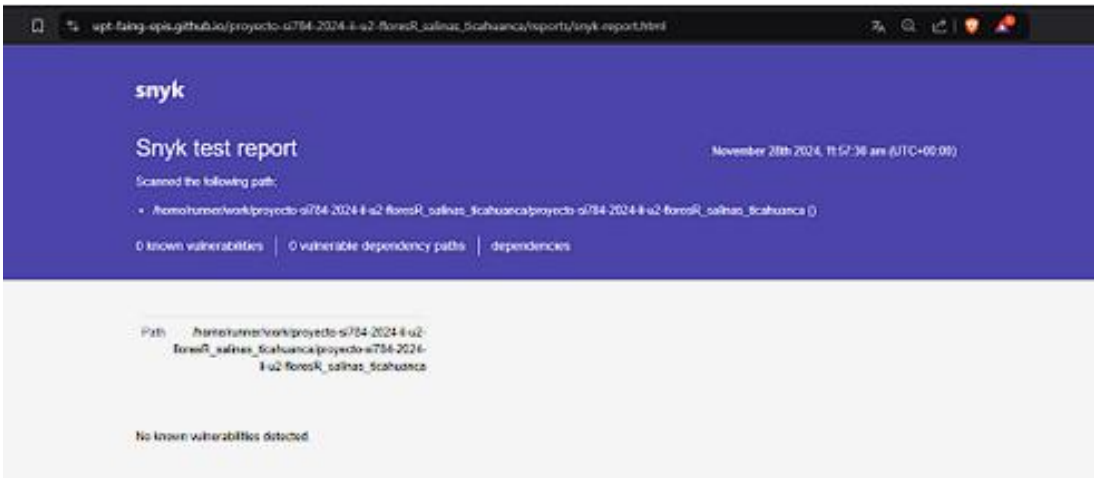 upt-faing-epis.github.io/proyecto-si784-2024-ii-u2-floresR_salinas_ticahuanca/reports/snyk-report.html
snyk
Snyk test report
November 28th 2024, 11:57:36 am (UTC+00:00)
Scanned the following path:
• /home/runner/work/proyecto-si784-2024-ii-u2-floresR_salinas_ticahuanca/proyecto-si784-2024-ii-u2-floresR_salinas_ticahuanca ()
0 known vulnerabilities | 0 vulnerable dependency paths | dependencies
Path /home/runner/work/proyecto-si784-2024-ii-u2-
floresR_salinas_ticahuanca/proyecto-si784-2024-
ii-u2-floresR_salinas_ticahuanca
No known vulnerabilities detected.